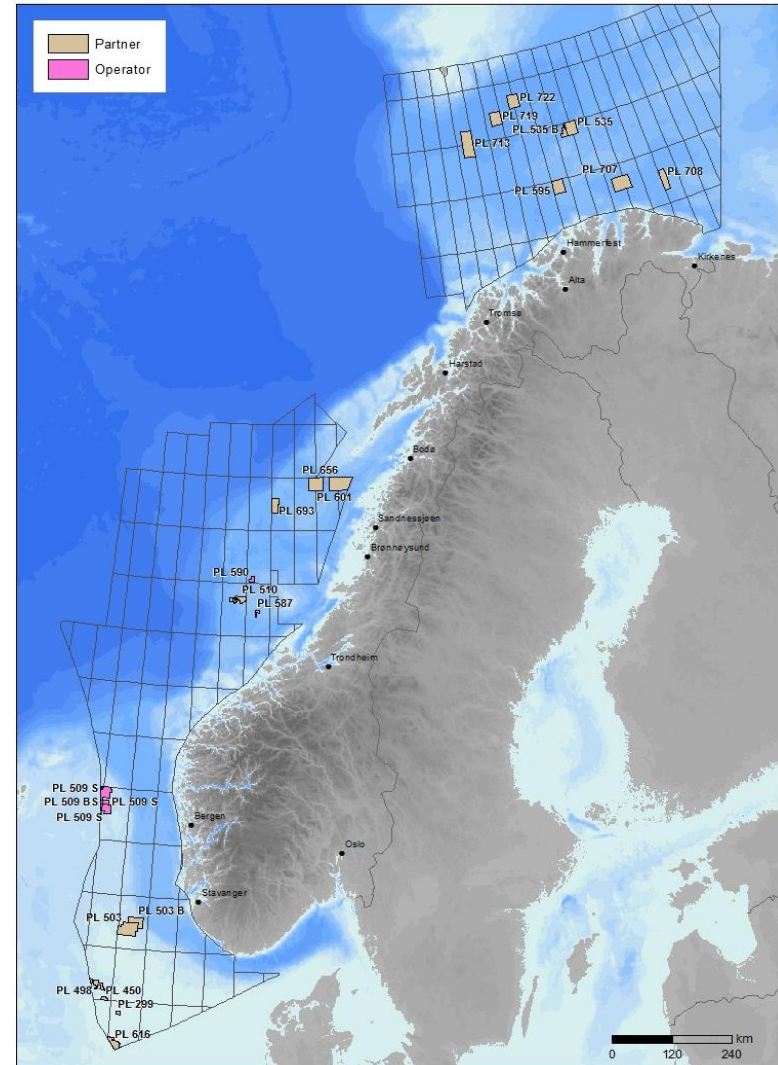 Partner
Operator
PL 722
PL 719
PL 535
PL 535 B
PL 713
PL 707
PL 708
PL 595
Hammerfest
Kirkenes
Alta
Tromsø
Harstad
Bodø
PL 656
PL 601
PL 693
Sandnessjøen
Brønnøysund
PL 590
PL 510
PL 587
Trondheim
PL 509 S
PL 509 BS
PL 509 S
PL 509 S
Bergen
Oslo
Stavanger
PL 503 B
PL 503
PL 498
PL 450
PL 299
PL 616
km
0 120 240